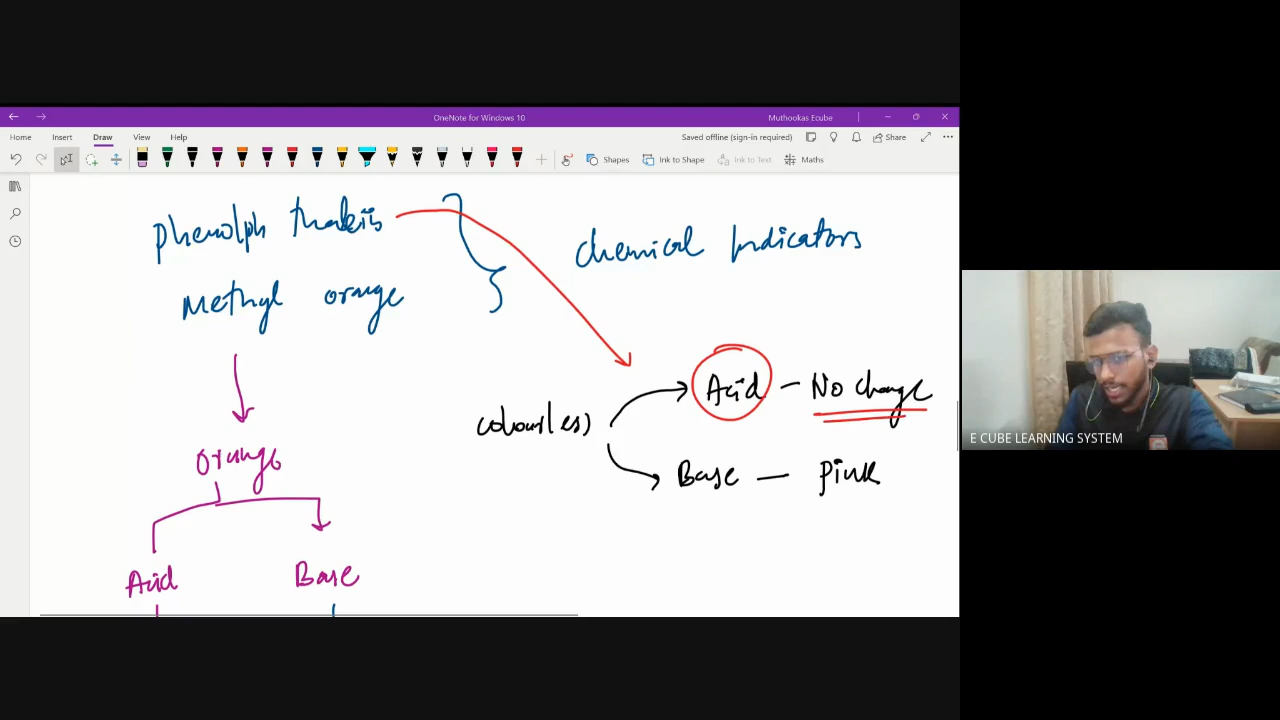 OneNote for Windows 10
Muthookas Ecube
Home Insert Draw View Help
Saved offline (sign-in required)
Share
Shapes
Ink to Shape
Ink to Text
Maths
phenolph
chemical Indicators
Methyl orange
Acid - No change
colourless
Base - pink
orange
Acid
Base
E CUBE LEARNING SYSTEM